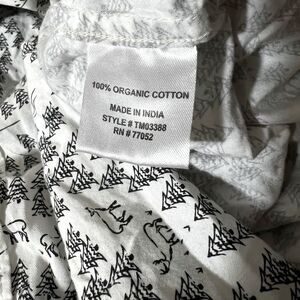 100% ORGANIC COTTON
MADE IN INDIA
STYLE # TM03388
RN # 77052